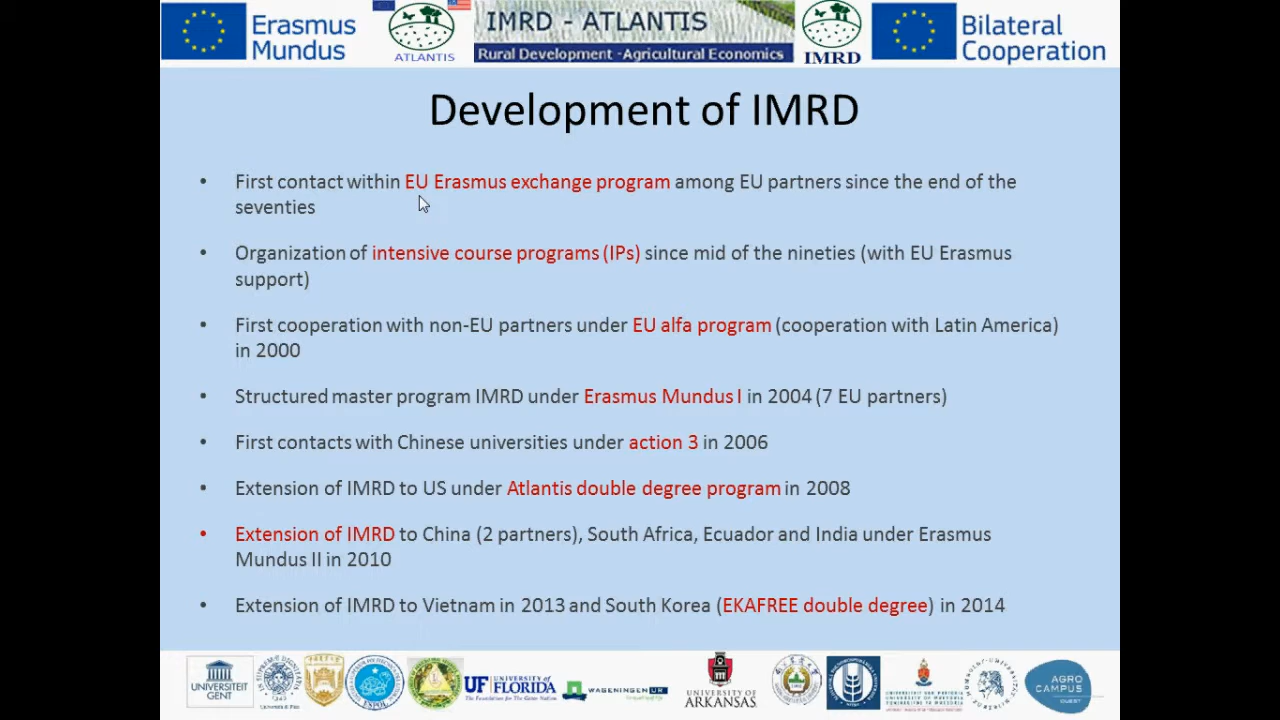 Erasmus
Mundus
ATLANTIS
IMRD - ATLANTIS
Rural Development -Agricultural Economics
IMRD
Bilateral
Cooperation
Development of IMRD
• First contact within EU Erasmus exchange program among EU partners since the end of the
seventies
• Organization of intensive course programs (IPs) since mid of the nineties (with EU Erasmus
support)
• First cooperation with non-EU partners under EU alfa program (cooperation with Latin America)
in 2000
• Structured master program IMRD under Erasmus Mundus I in 2004 (7 EU partners)
• First contacts with Chinese universities under action 3 in 2006
• Extension of IMRD to US under Atlantis double degree program in 2008
• Extension of IMRD to China (2 partners), South Africa, Ecuador and India under Erasmus
Mundus II in 2010
• Extension of IMRD to Vietnam in 2013 and South Korea (EKAFREE double degree) in 2014
UNIVERSITEIT
GENT
ESPOL
UF UNIVERSITY of
FLORIDA
WAGENINGEN UR
UNIVERSITY OF
ARKANSAS
AGRO
CAMPUS
OUEST